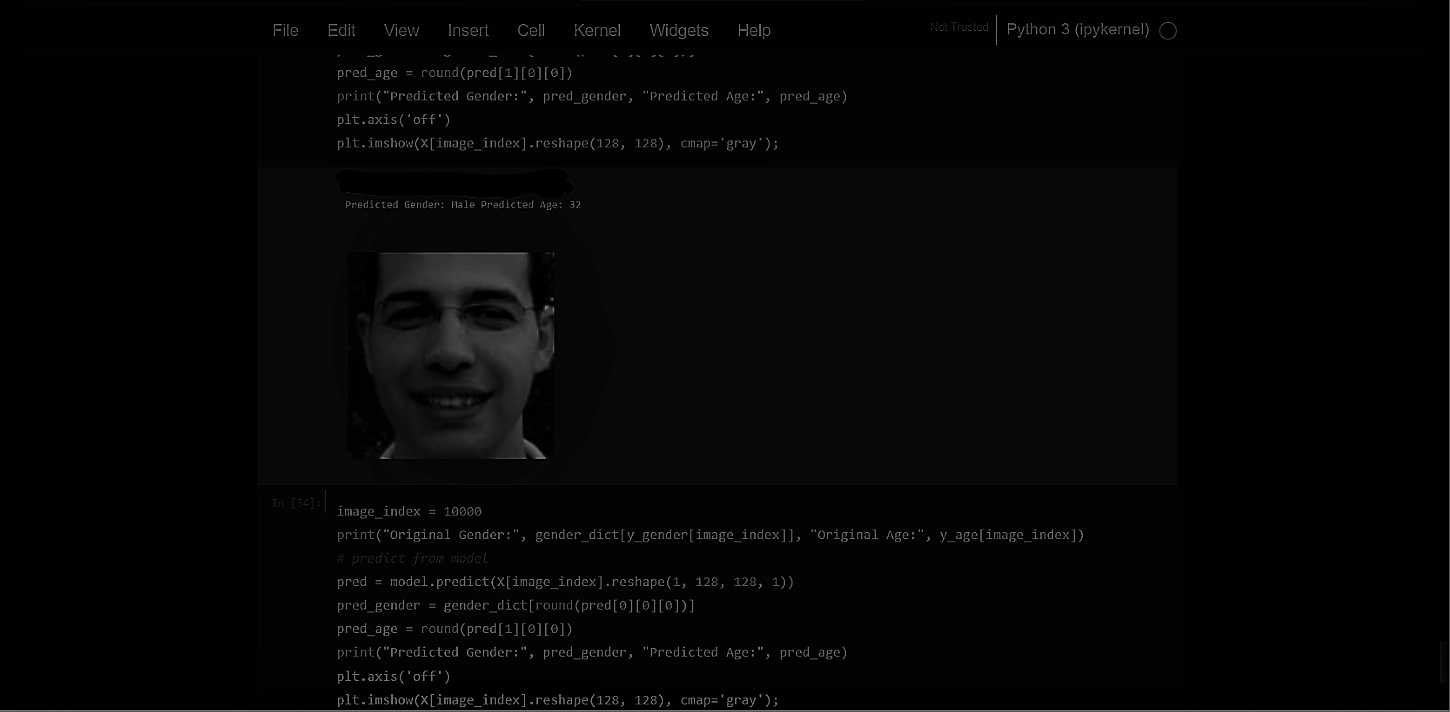 File Edit View Insert Cell Kernel Widgets Help Not Trusted Python 3 (ipykernel)
pred_age = round(pred[1][0][0])
print("Predicted Gender:", pred_gender, "Predicted Age:", pred_age)
plt.axis('off')
plt.imshow(X[image_index].reshape(128, 128), cmap='gray');
Predicted Gender: Male Predicted Age: 32
In [34]:
image_index = 10000
print("Original Gender:", gender_dict[y_gender[image_index]], "Original Age:", y_age[image_index])
# predict from model
pred = model.predict(X[image_index].reshape(1, 128, 128, 1))
pred_gender = gender_dict[round(pred[0][0][0])]
pred_age = round(pred[1][0][0])
print("Predicted Gender:", pred_gender, "Predicted Age:", pred_age)
plt.axis('off')
plt.imshow(X[image_index].reshape(128, 128), cmap='gray');